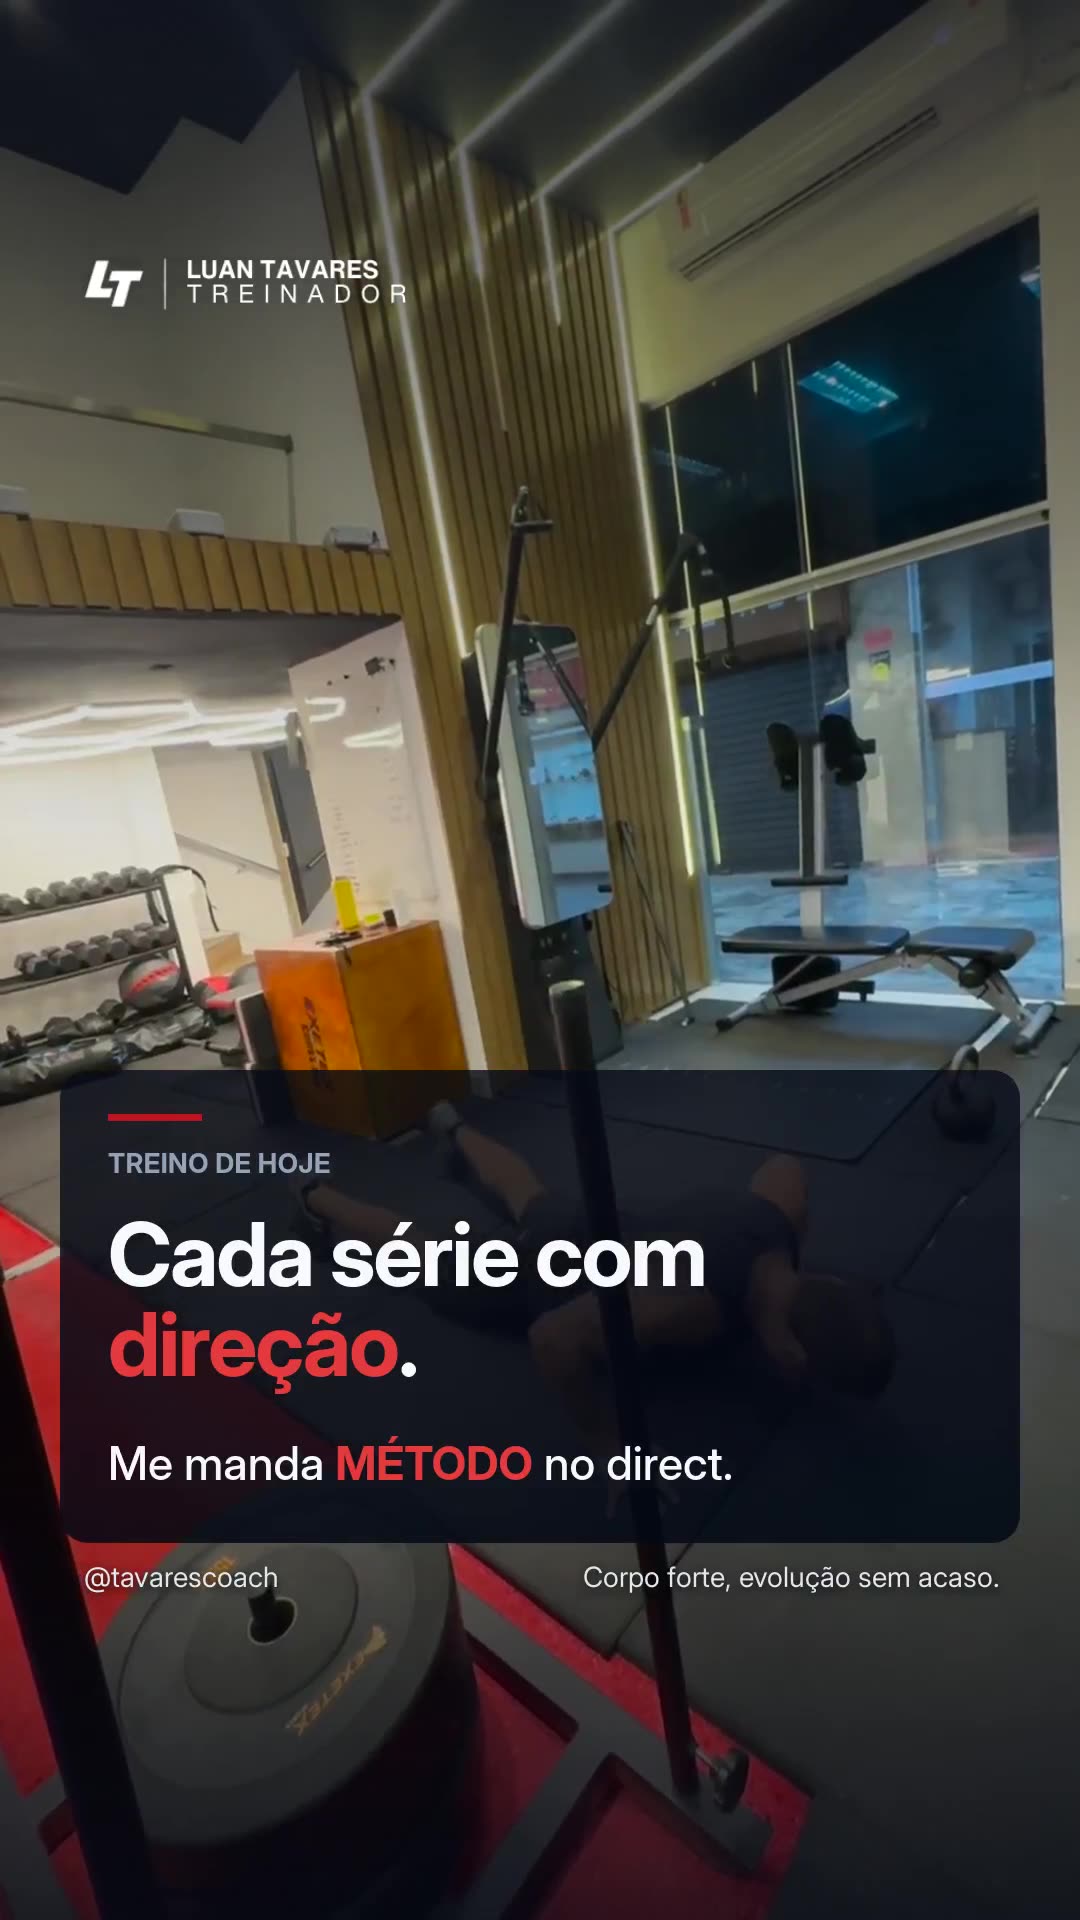 LT
LUAN TAVARES
TREINADOR
TREINO DE HOJE
Cada série com
direção.
Me manda MÉTODO no direct.
@tavarescoach
Corpo forte, evolução sem acaso.
EXETEX